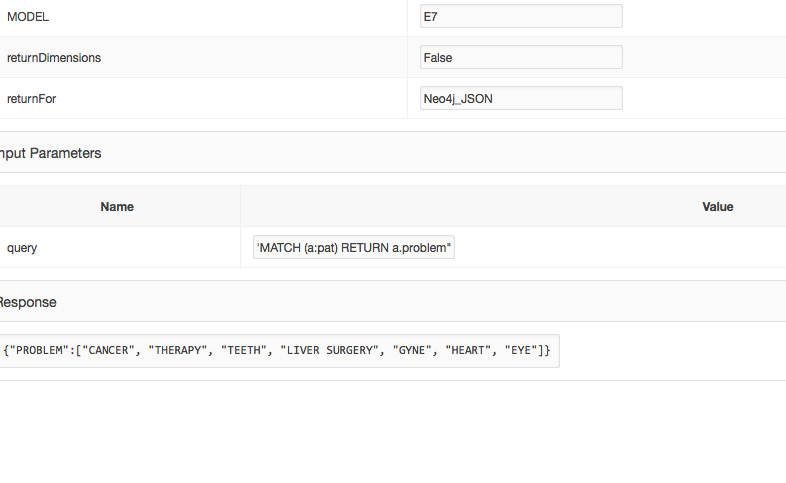 MODEL E7
returnDimensions False
returnFor Neo4j_JSON
nput Parameters
Name Value
query 'MATCH (a:pat) RETURN a.problem"
Response
{"PROBLEM":["CANCER", "THERAPY", "TEETH", "LIVER SURGERY", "GYNE", "HEART", "EYE"]}